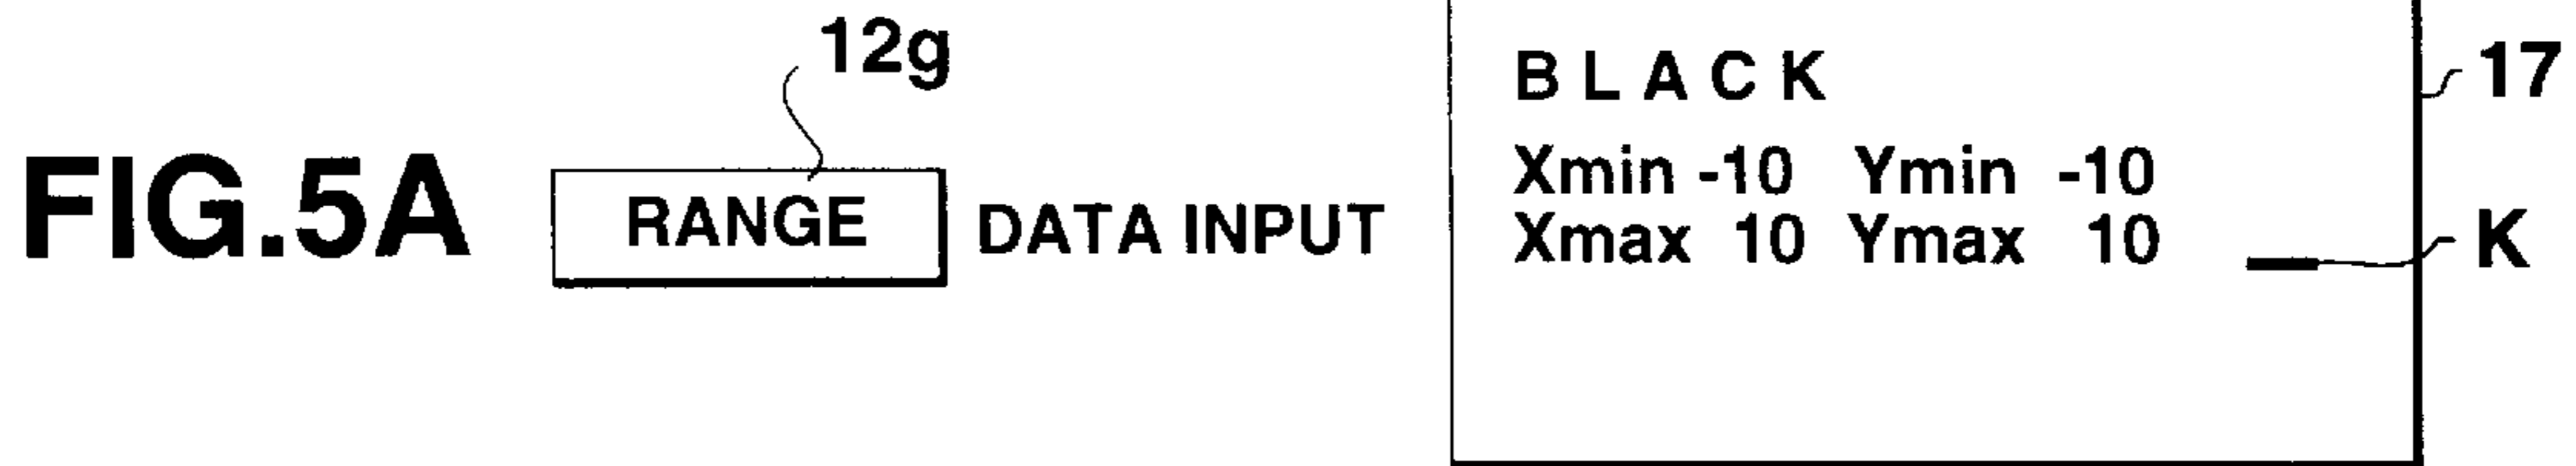 12g
FIG.5A RANGE DATA INPUT
BLACK
Xmin -10 Ymin -10
Xmax 10 Ymax 10
17
K